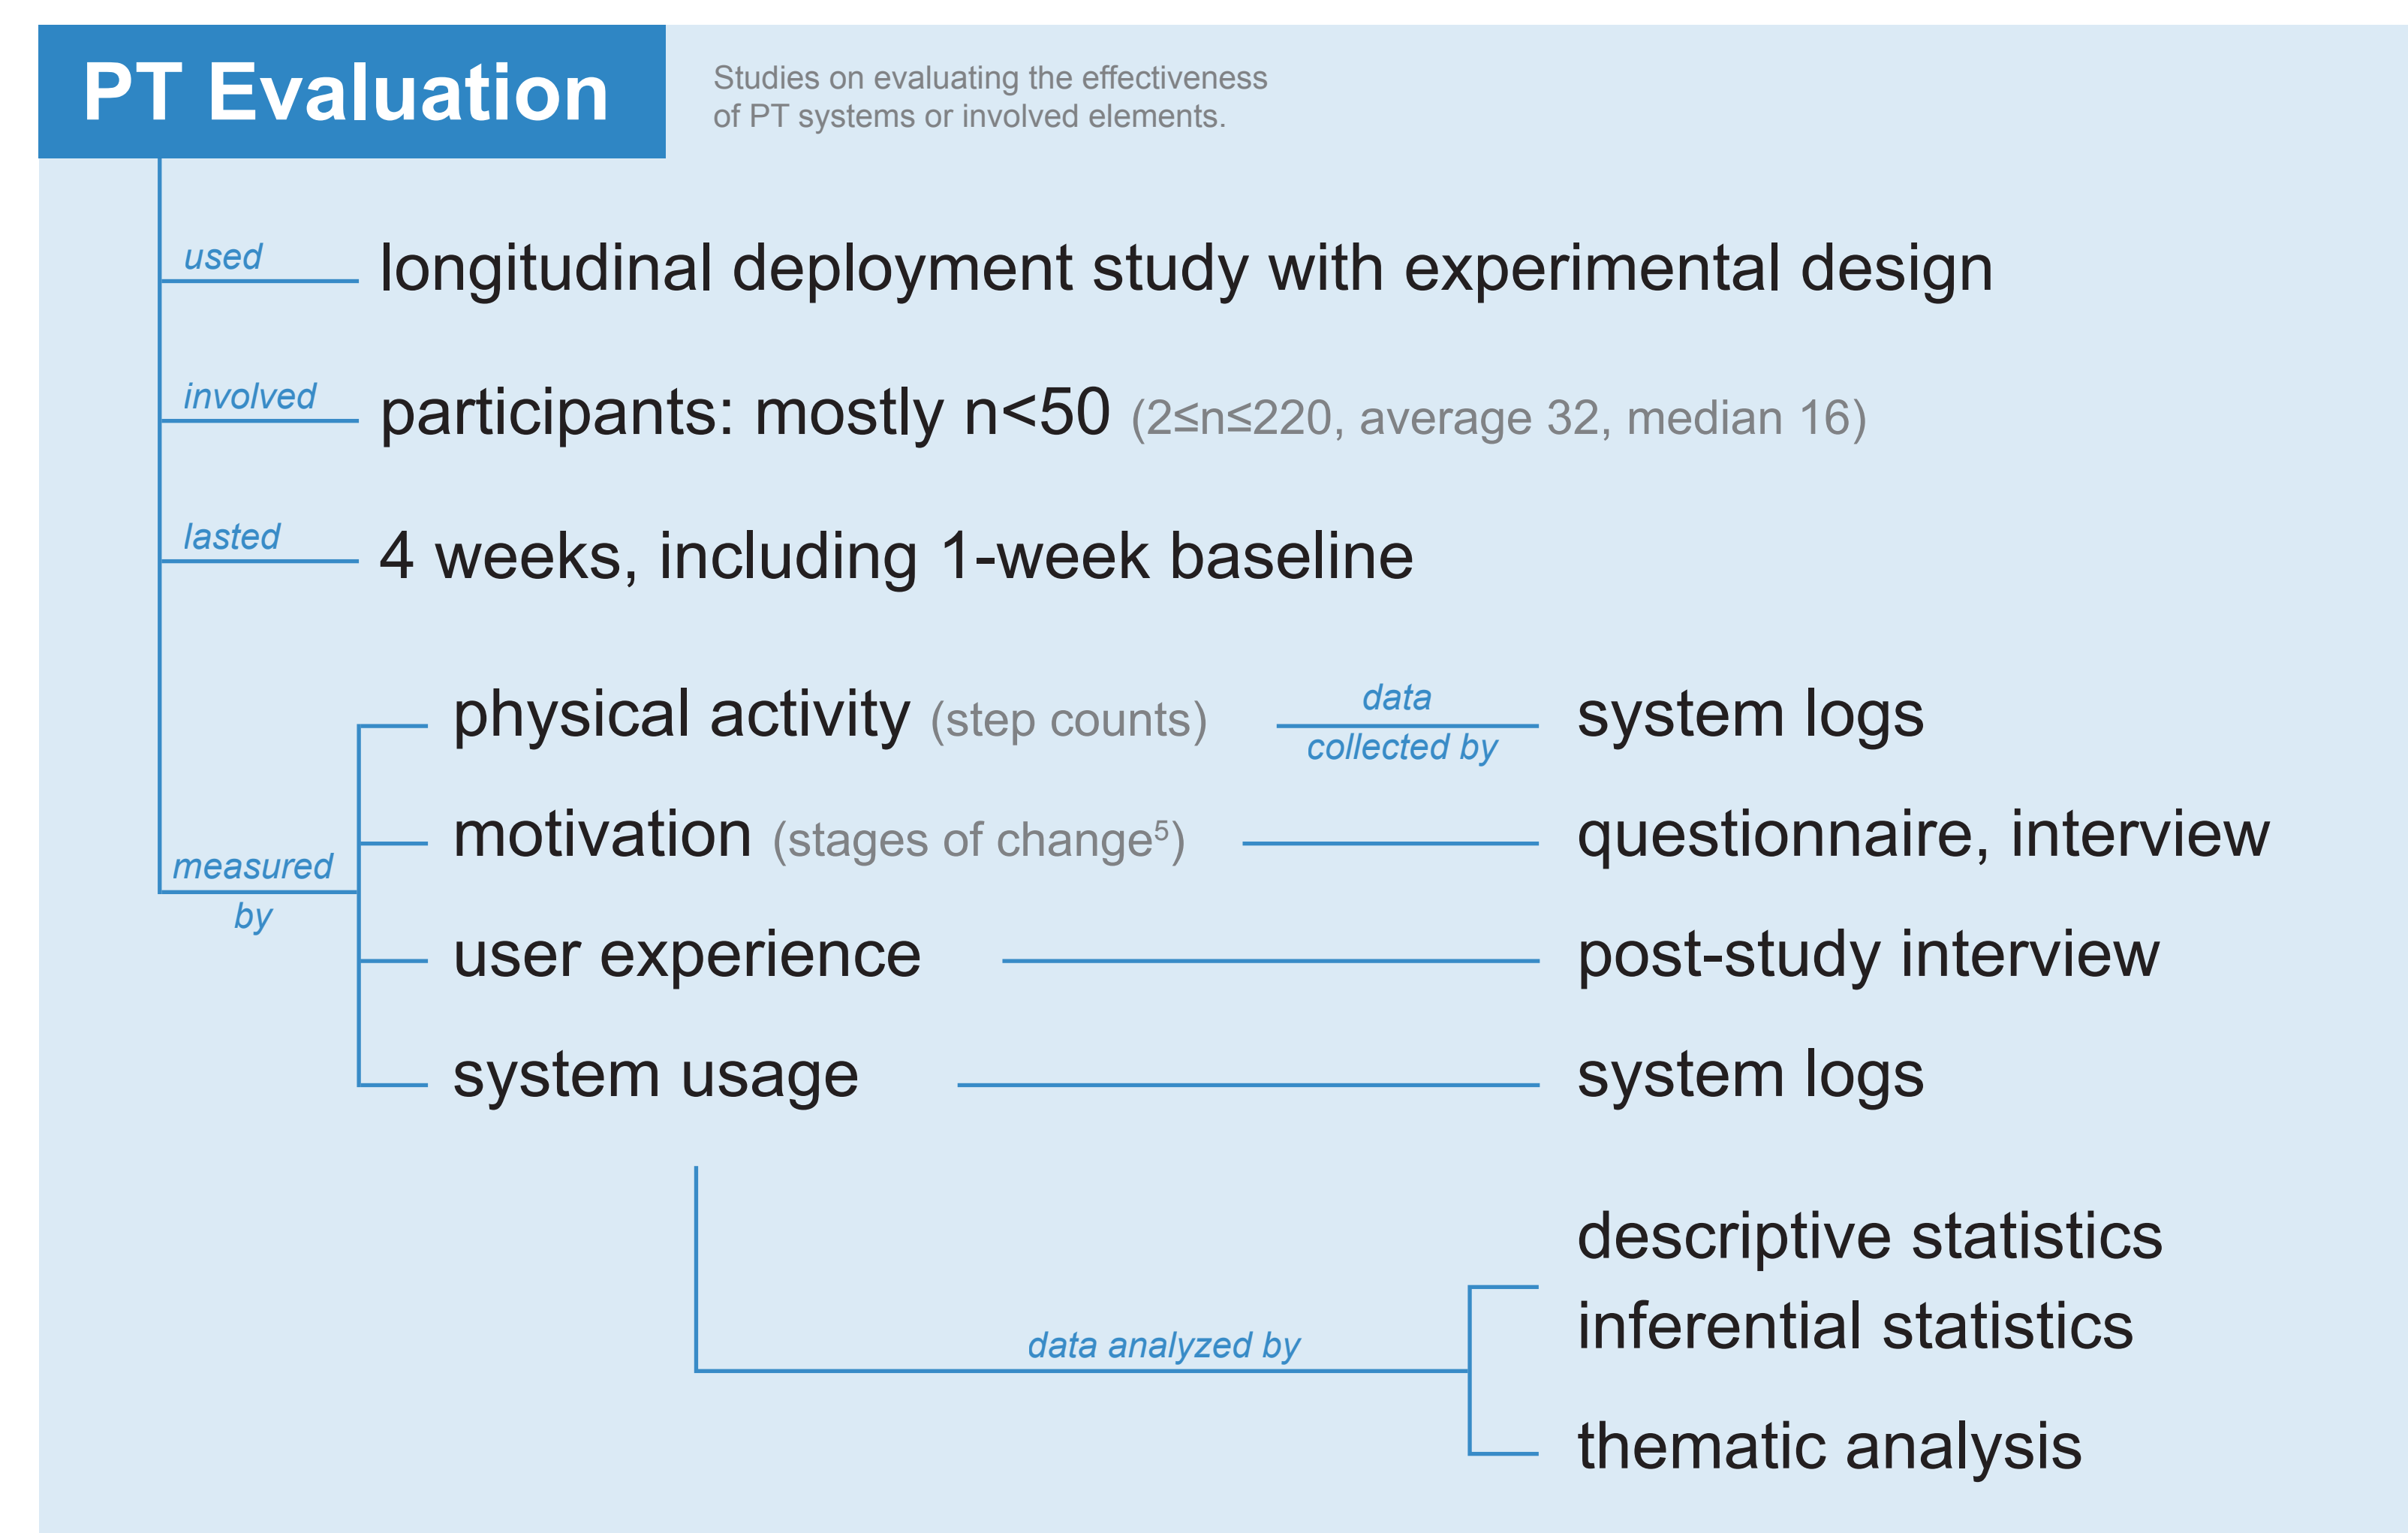 PT Evaluation
Studies on evaluating the effectiveness
of PT systems or involved elements.
used
longitudinal deployment study with experimental design
involved
participants: mostly n<50 (2≤n≤220, average 32, median 16)
lasted
4 weeks, including 1-week baseline
measured
by
physical activity (step counts)
data
collected by
system logs
motivation (stages of change⁵)
questionnaire, interview
user experience
post-study interview
system usage
system logs
data analyzed by
descriptive statistics
inferential statistics
thematic analysis